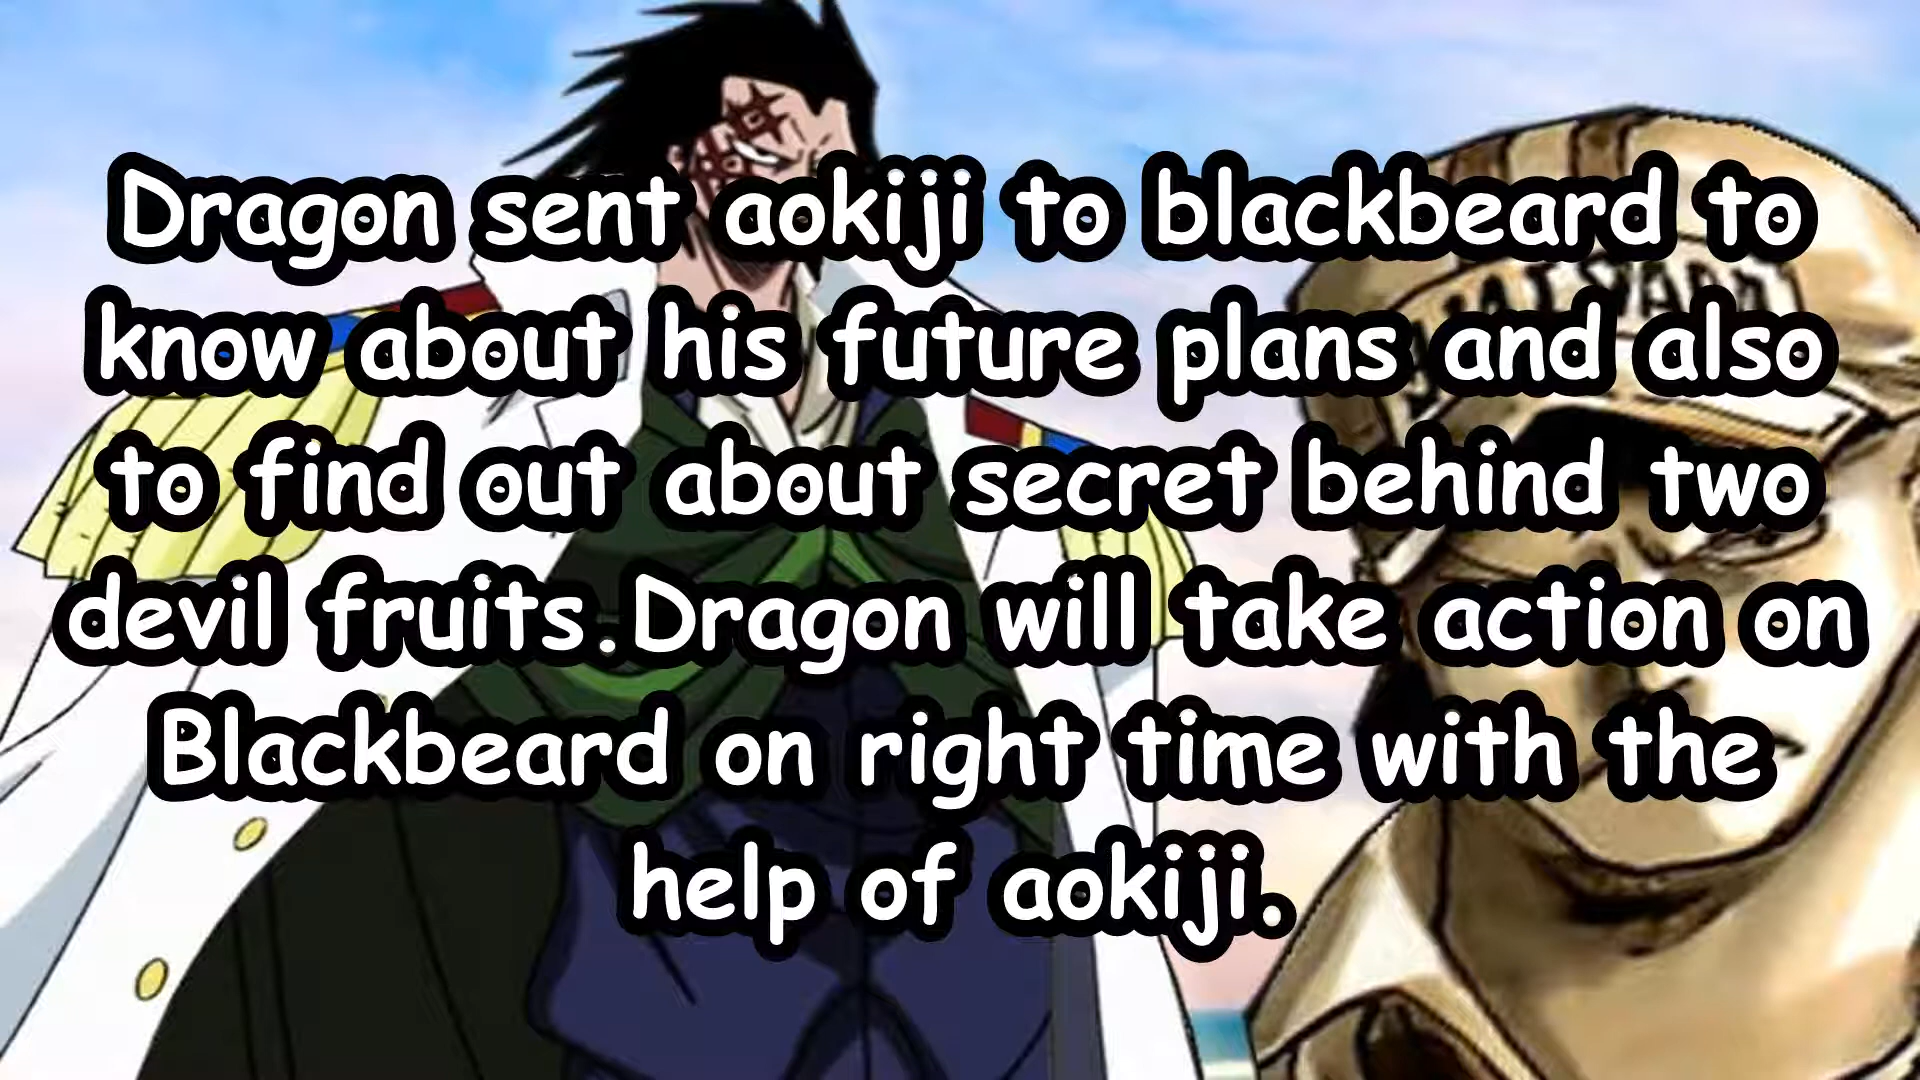 Dragon sent aokiji to blackbeard to
know about his future plans and also
to find out about secret behind two
devil fruits.Dragon will take action on
Blackbeard on right time with the
help of aokiji.